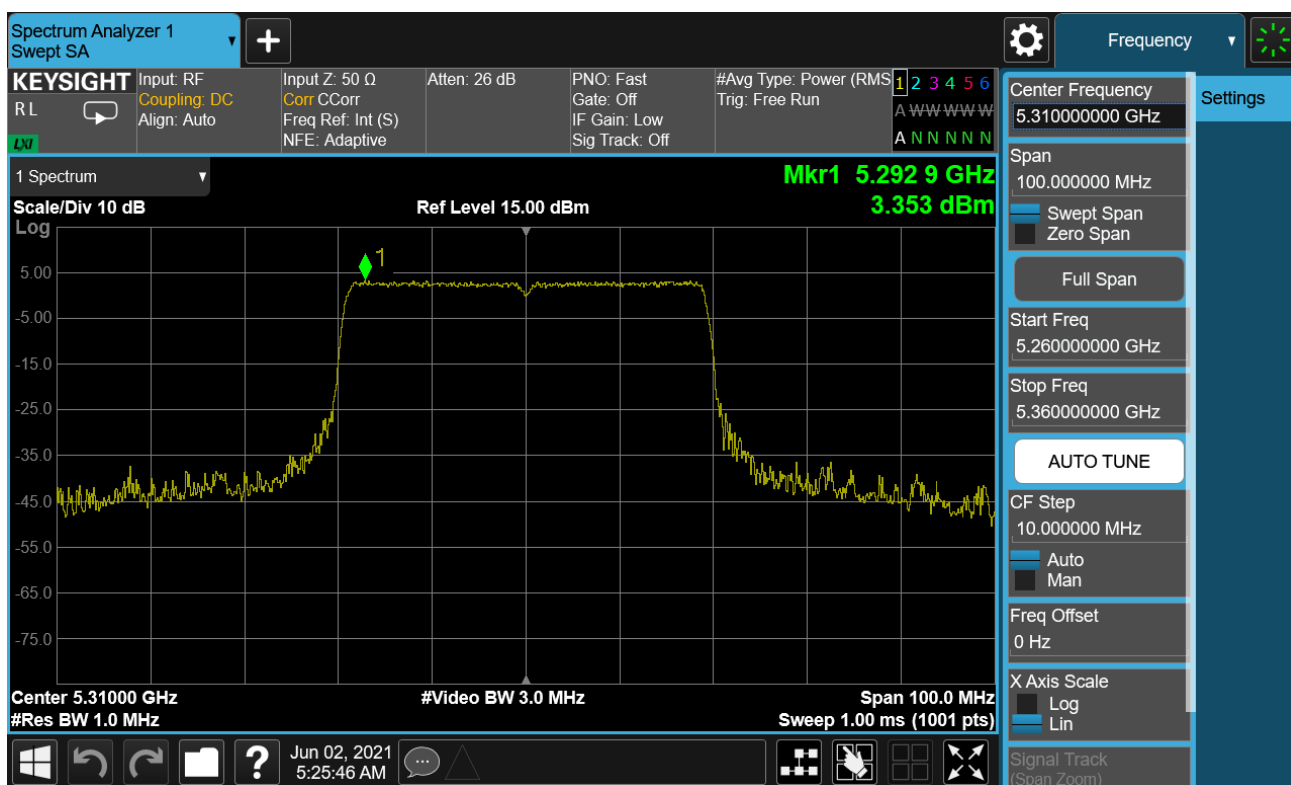 Spectrum Analyzer 1
Swept SA
Frequency
KEYSIGHT
R L
LXI
Input: RF
Coupling: DC
Align: Auto
Input Z: 50 Ω
Corr CCorr
Freq Ref: Int (S)
NFE: Adaptive
Atten: 26 dB
PNO: Fast
Gate: Off
IF Gain: Low
Sig Track: Off
#Avg Type: Power (RMS
Trig: Free Run
1 2 3 4 5 6
A W W W W W
A N N N N N
1 Spectrum
Scale/Div 10 dB
Log
Ref Level 15.00 dBm
Mkr1 5.292 9 GHz
3.353 dBm
1
5.00
-5.00
-15.0
-25.0
-35.0
-45.0
-55.0
-65.0
-75.0
Center 5.31000 GHz
#Res BW 1.0 MHz
#Video BW 3.0 MHz
Span 100.0 MHz
Sweep 1.00 ms (1001 pts)
Center Frequency
5.310000000 GHz
Settings
Span
100.000000 MHz
Swept Span
Zero Span
Full Span
Start Freq
5.260000000 GHz
Stop Freq
5.360000000 GHz
AUTO TUNE
CF Step
10.000000 MHz
Auto
Man
Freq Offset
0 Hz
X Axis Scale
Log
Lin
Signal Track
(Span Zoom)
?
Jun 02, 2021
5:25:46 AM